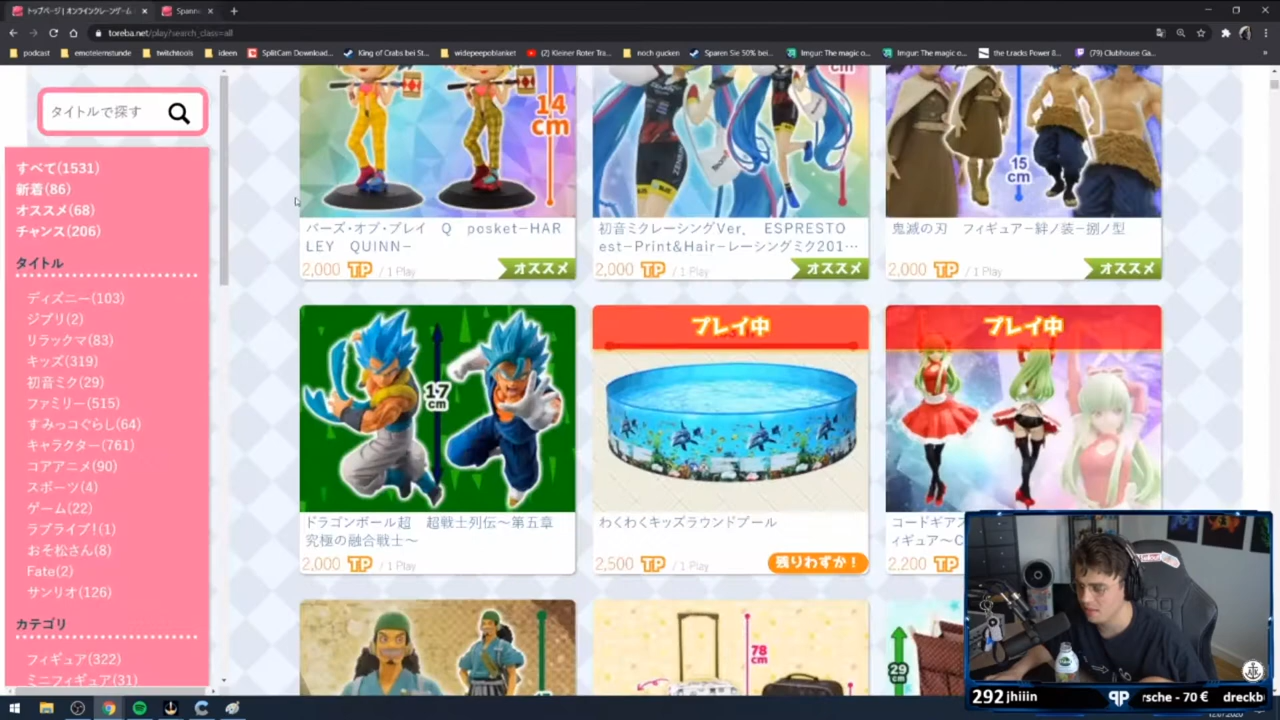 トップページ | オンラインクレーンゲーム
Spann
toreba.net/play?search_class=all
podcast
emotelernstunde
twitchtools
ideen
SplitCam Download...
King of Crabs bei St...
widepeepoblanket
(2) Kleiner Roter Tra...
noch gucken
Sparen Sie 50% bei...
Imgur: The magic o...
Imgur: The magic o...
the t.racks Power 8...
(79) Clubhouse Ga...
タイトルで探す
すべて(1531)
新着(86)
オススメ(68)
チャンス(206)
タイトル
ディズニー(103)
ジブリ(2)
リラックマ(83)
キッズ(319)
初音ミク(29)
ファミリー(515)
すみっコぐらし(64)
キャラクター(761)
コアアニメ(90)
スポーツ(4)
ゲーム(22)
ラブライブ!(1)
おそ松さん(8)
Fate(2)
サンリオ(126)
カテゴリ
フィギュア(322)
ミニフィギュア(31)
14
cm
バーズ・オブ・プレイ Q posket−HAR
LEY QUINN−
2,000 TP / 1 Play
オススメ
cm
初音ミクレーシングVer. ESPRESTO
est−Print&Hair−レーシングミク201…
2,000 TP / 1 Play
オススメ
15
cm
鬼滅の刃 フィギュア−絆ノ装−捌ノ型
2,000 TP / 1 Play
オススメ
17
cm
ドラゴンボール超 超戦士列伝～第五章
究極の融合戦士～
2,000 TP / 1 Play
プレイ中
わくわくキッズラウンドプール
2,500 TP / 1 Play
残りわずか!
プレイ中
コードギアス
ィギュア～C
2,200 TP
78
cm
29
cm
292 jhiiin
rsche - 70 €
dreckb